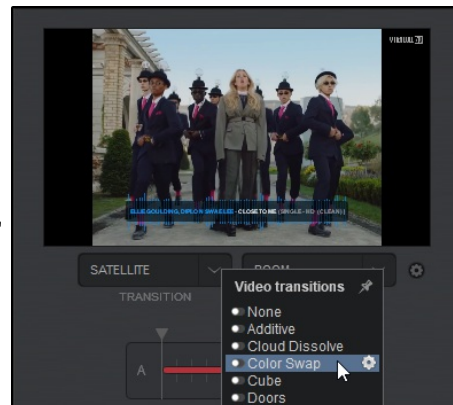 VIRTUAL DJ
ELLIE GOULDING, DIPLO & SWAE LEE - CLOSE TO ME (SINGLE - HD (CLEAN))
SATELLITE
BOOM
TRANSITION
Video transitions
None
Additive
Cloud Dissolve
Color Swap
Cube
Doors
A